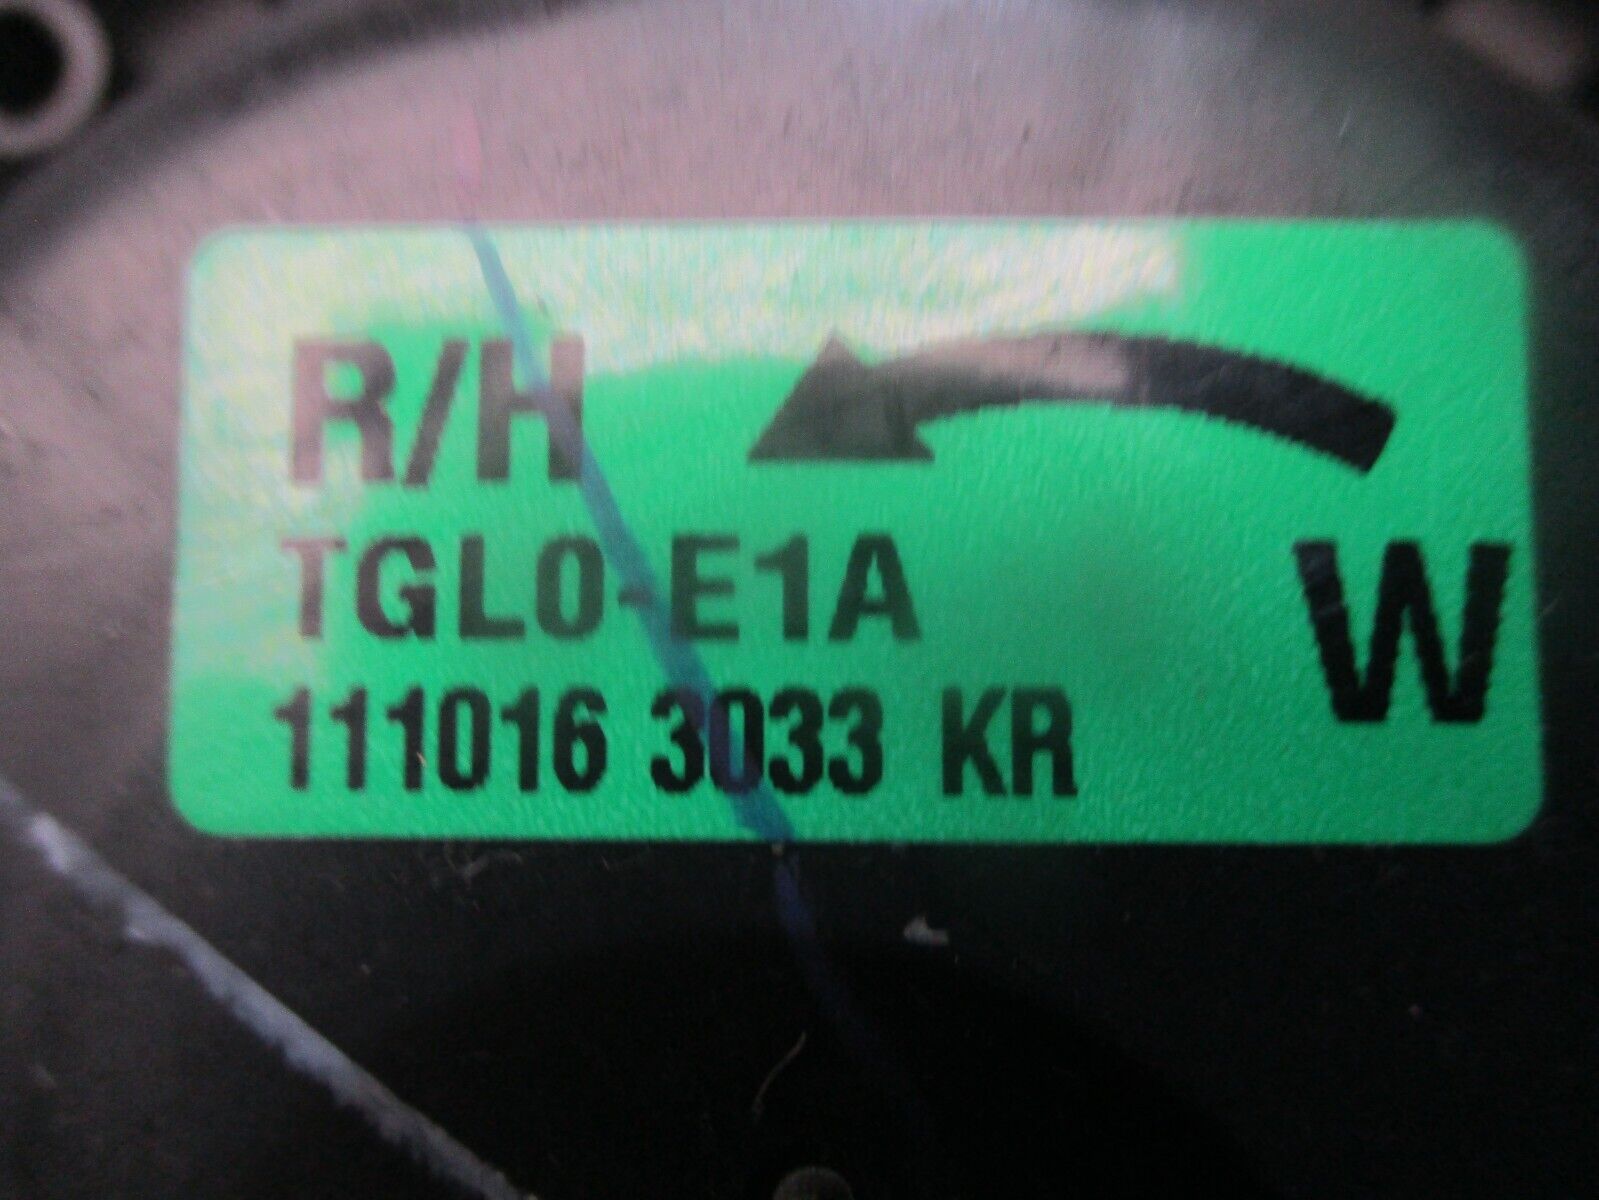 R/H
TGL0-E1A
W
111016 3033 KR